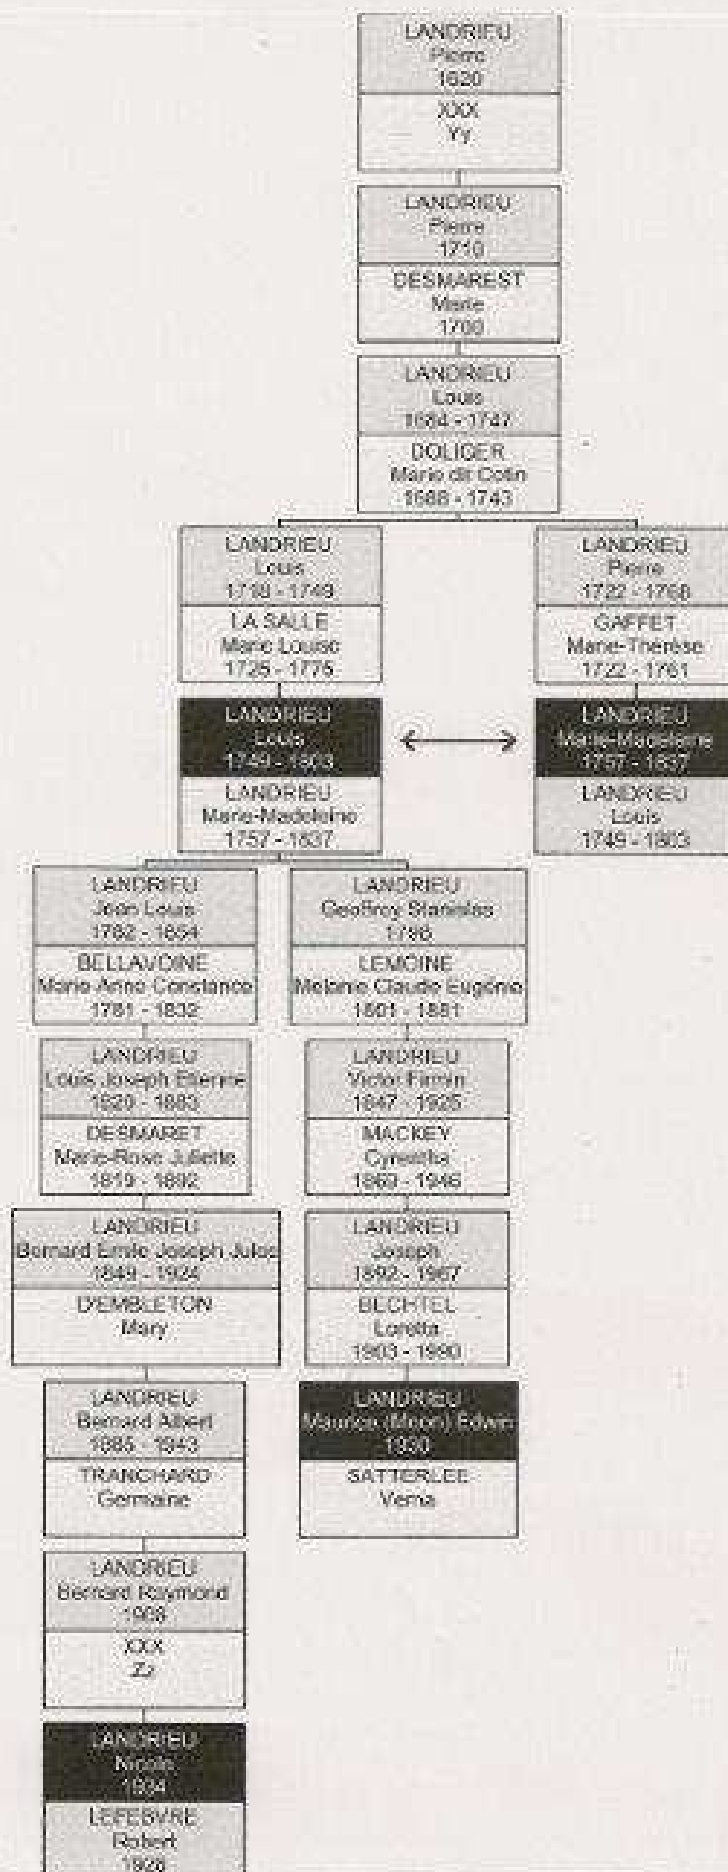 LANDRIEU
Pierre
1620
XXX
Yy
LANDRIEU
Pierre
1710
DESMAREST
Marie
1700
LANDRIEU
Louis
1684 - 1747
DOLIGER
Marie dit Cotin
1688 - 1743
LANDRIEU
Louis
1718 - 1749
LA SALLE
Marie Louise
1725 - 1775
LANDRIEU
Pierre
1722 - 1768
GAFFET
Marie-Thérèse
1722 - 1761
LANDRIEU
Louis
1749 - 1803
LANDRIEU
Marie-Madeleine
1757 - 1837
LANDRIEU
Marie-Madeleine
1757 - 1837
LANDRIEU
Louis
1749 - 1803
LANDRIEU
Jean Louis
1782 - 1854
BELLAVOINE
Marie-Anne Constance
1781 - 1832
LANDRIEU
Geoffroy Stanislas
LEMOINE
Mélanie Claude Eugénie
1801 - 1881
LANDRIEU
Louis Joseph Etienne
1820 - 1883
DESMARET
Marie-Rose Juliette
1819 - 1892
LANDRIEU
Victor Firmin
1847 - 1925
MACKEY
1946
LANDRIEU
Bernard Emile Joseph Jules
1849 - 1924
D'EMBLETON
Mary
LANDRIEU
Joseph
1892 - 1967
BECHTEL
Loretta
1903 - 1990
LANDRIEU
Bernard Albert
1885 - 1943
TRANCHARD
Germaine
LANDRIEU
Maurice (Moon) Edwin
1930
SATTERLEE
Verna
LANDRIEU
Bernard Raymond
1908
XXX
Zz
LANDRIEU
Nicole
1934
LEFEBVRE
Robert
1928